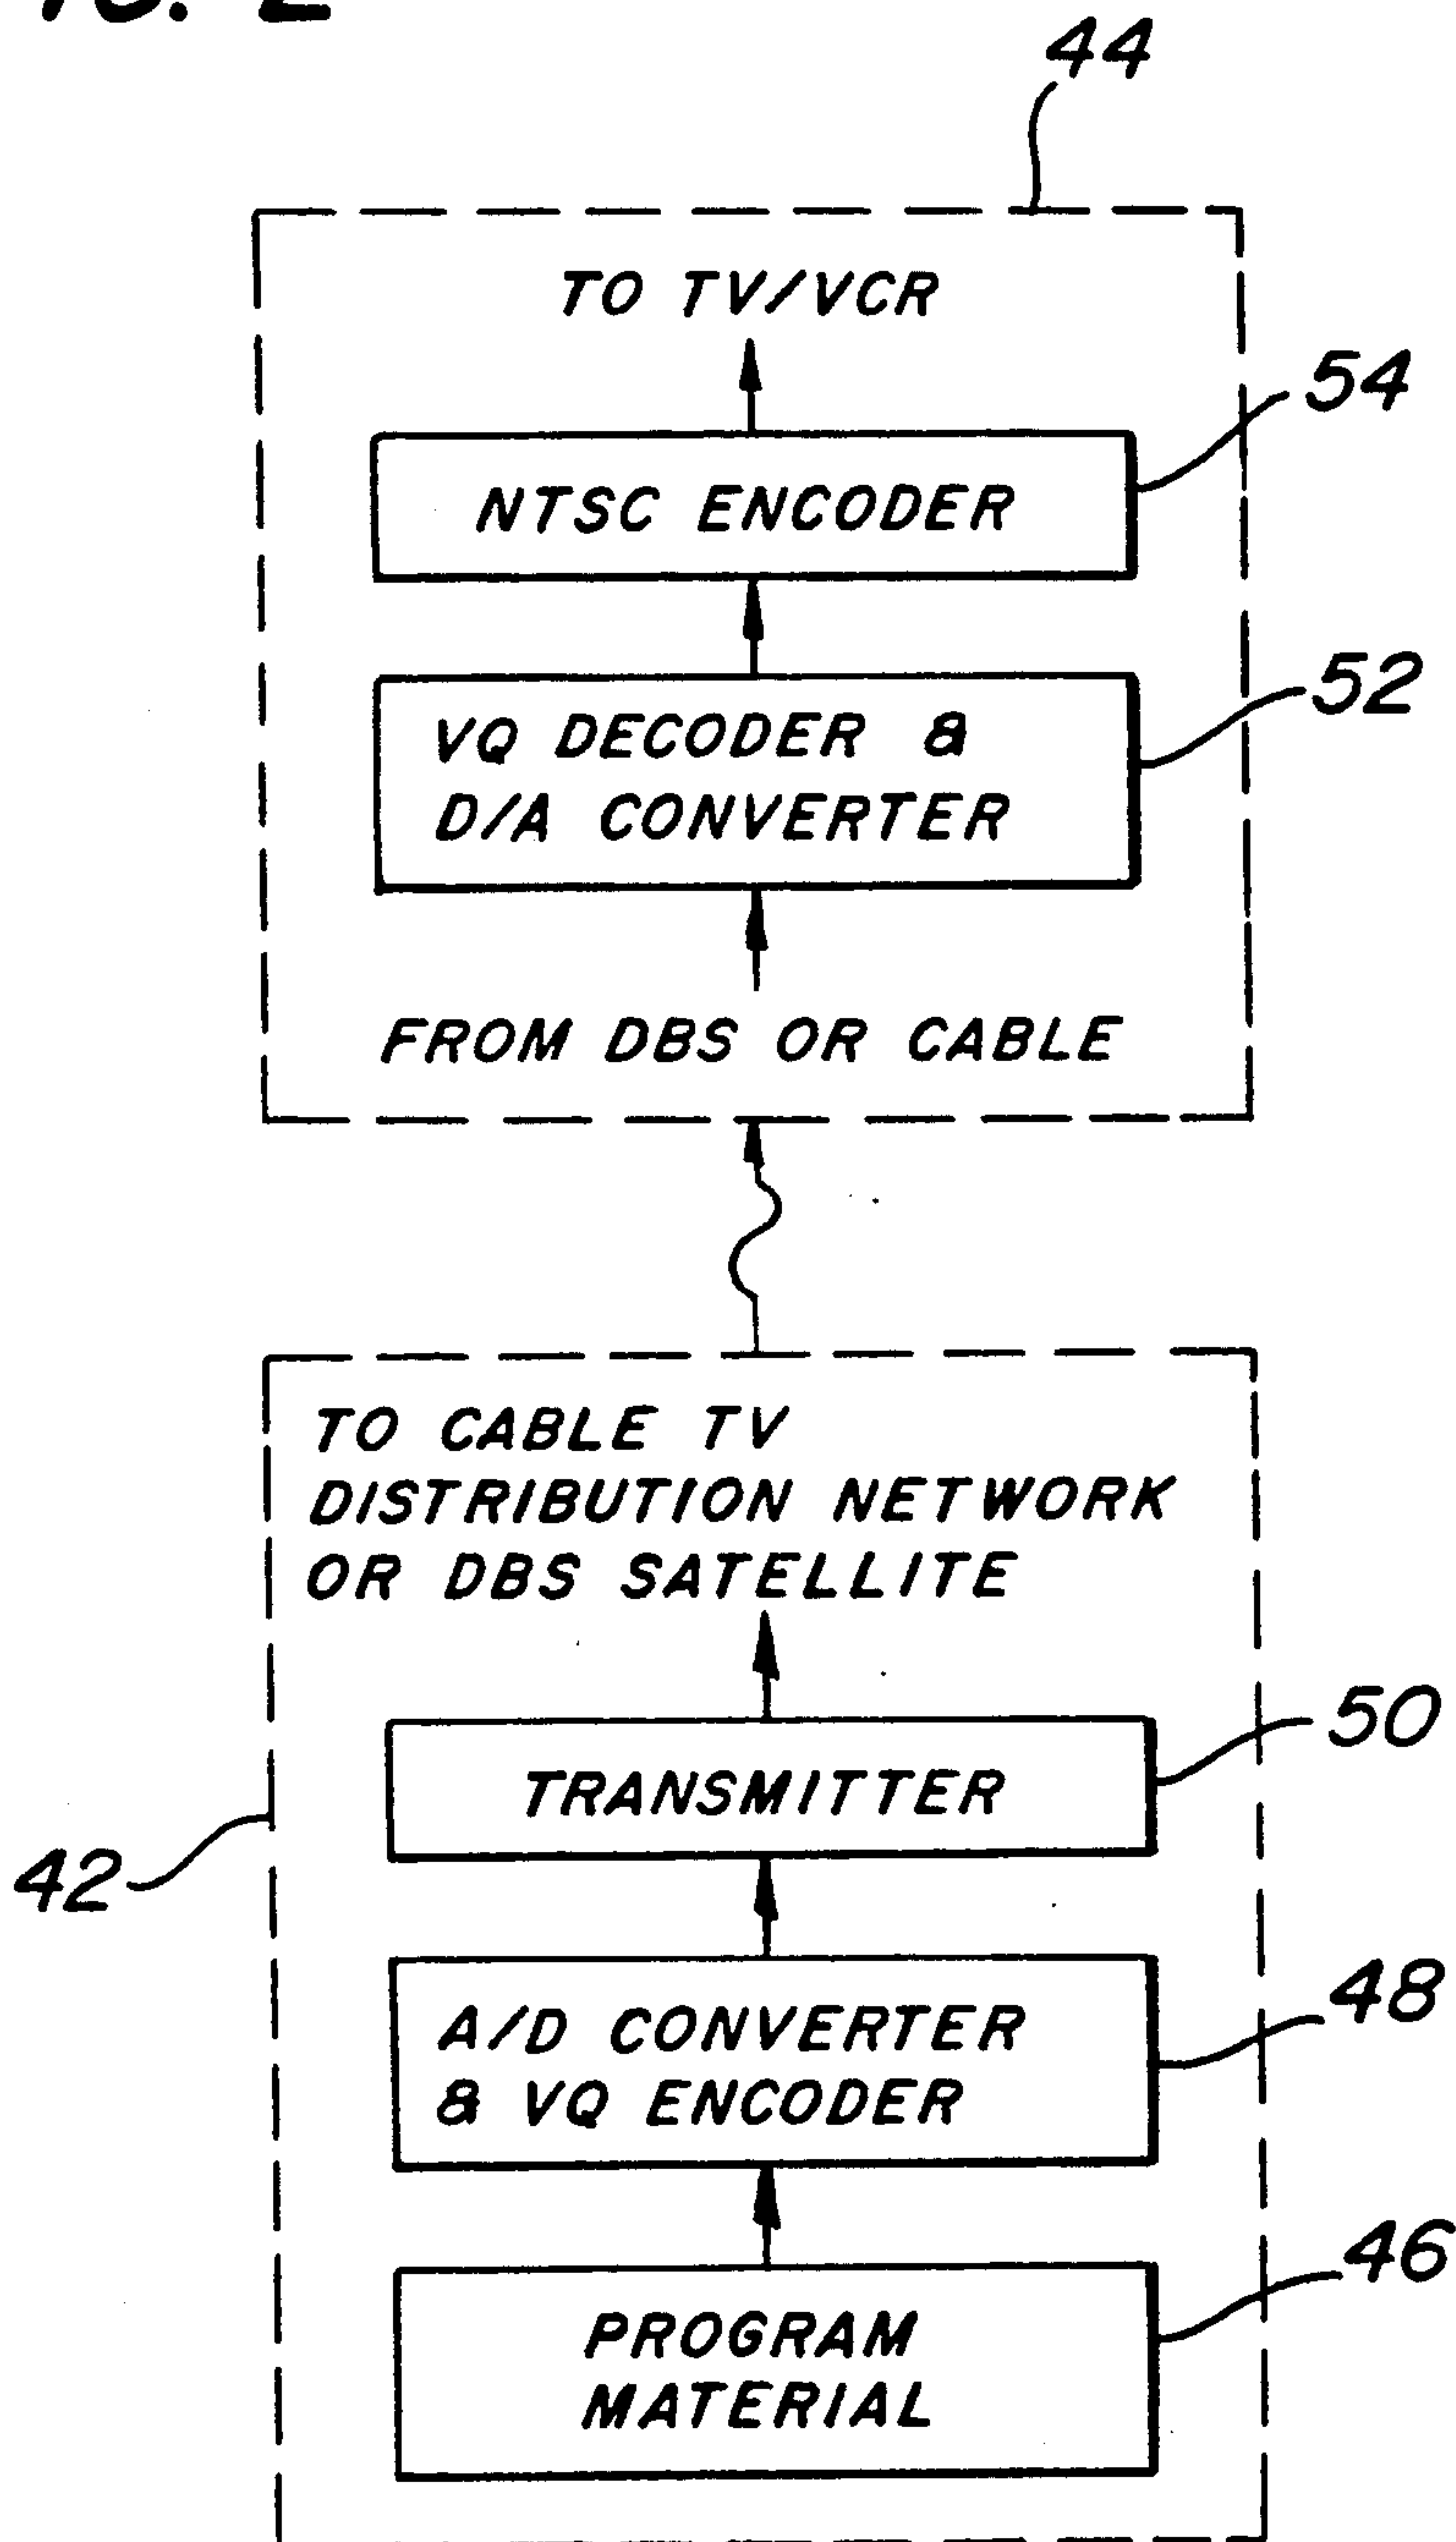 44
TO TV/VCR
54
NTSC ENCODER
52
VQ DECODER &
D/A CONVERTER
FROM DBS OR CABLE
TO CABLE TV
DISTRIBUTION NETWORK
OR DBS SATELLITE
50
TRANSMITTER
42
48
A/D CONVERTER
& VQ ENCODER
46
PROGRAM
MATERIAL